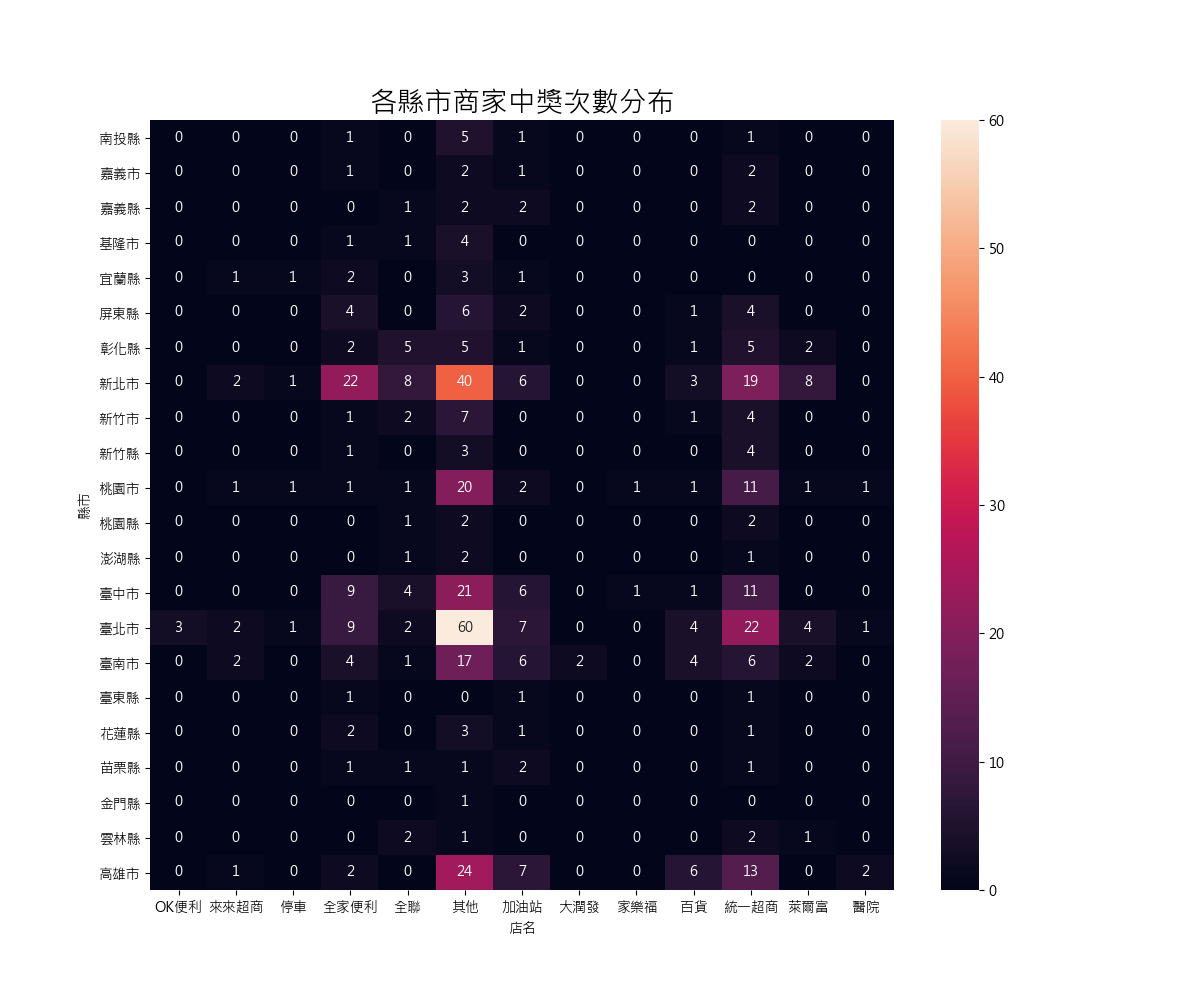 各縣市商家中獎次數分布
縣市
南投縣 0 0 0 1 0 5 1 0 0 0 1 0 0
嘉義市 0 0 0 1 0 2 1 0 0 0 2 0 0
嘉義縣 0 0 0 0 1 2 2 0 0 0 2 0 0
基隆市 0 0 0 1 1 4 0 0 0 0 0 0 0
宜蘭縣 0 1 1 2 0 3 1 0 0 0 0 0 0
屏東縣 0 0 0 4 0 6 2 0 0 1 4 0 0
彰化縣 0 0 0 2 5 5 1 0 0 1 5 2 0
新北市 0 2 1 22 8 40 6 0 0 3 19 8 0
新竹市 0 0 0 1 2 7 0 0 0 1 4 0 0
新竹縣 0 0 0 1 0 3 0 0 0 0 4 0 0
桃園市 0 1 1 1 1 20 2 0 1 1 11 1 1
桃園縣 0 0 0 0 1 2 0 0 0 0 2 0 0
澎湖縣 0 0 0 0 1 2 0 0 0 0 1 0 0
臺中市 0 0 0 9 4 21 6 0 1 1 11 0 0
臺北市 3 2 1 9 2 60 7 0 0 4 22 4 1
臺南市 0 2 0 4 1 17 6 2 0 4 6 2 0
臺東縣 0 0 0 1 0 0 1 0 0 0 1 0 0
花蓮縣 0 0 0 2 0 3 1 0 0 0 1 0 0
苗栗縣 0 0 0 1 1 1 2 0 0 0 1 0 0
金門縣 0 0 0 0 0 1 0 0 0 0 0 0 0
雲林縣 0 0 0 0 2 1 0 0 0 0 2 1 0
高雄市 0 1 0 2 0 24 7 0 0 6 13 0 2
OK便利 來來超商 停車 全家便利 全聯 其他 加油站 大潤發 家樂福 百貨 統一超商 萊爾富 醫院
店名
60
50
40
30
20
10
0